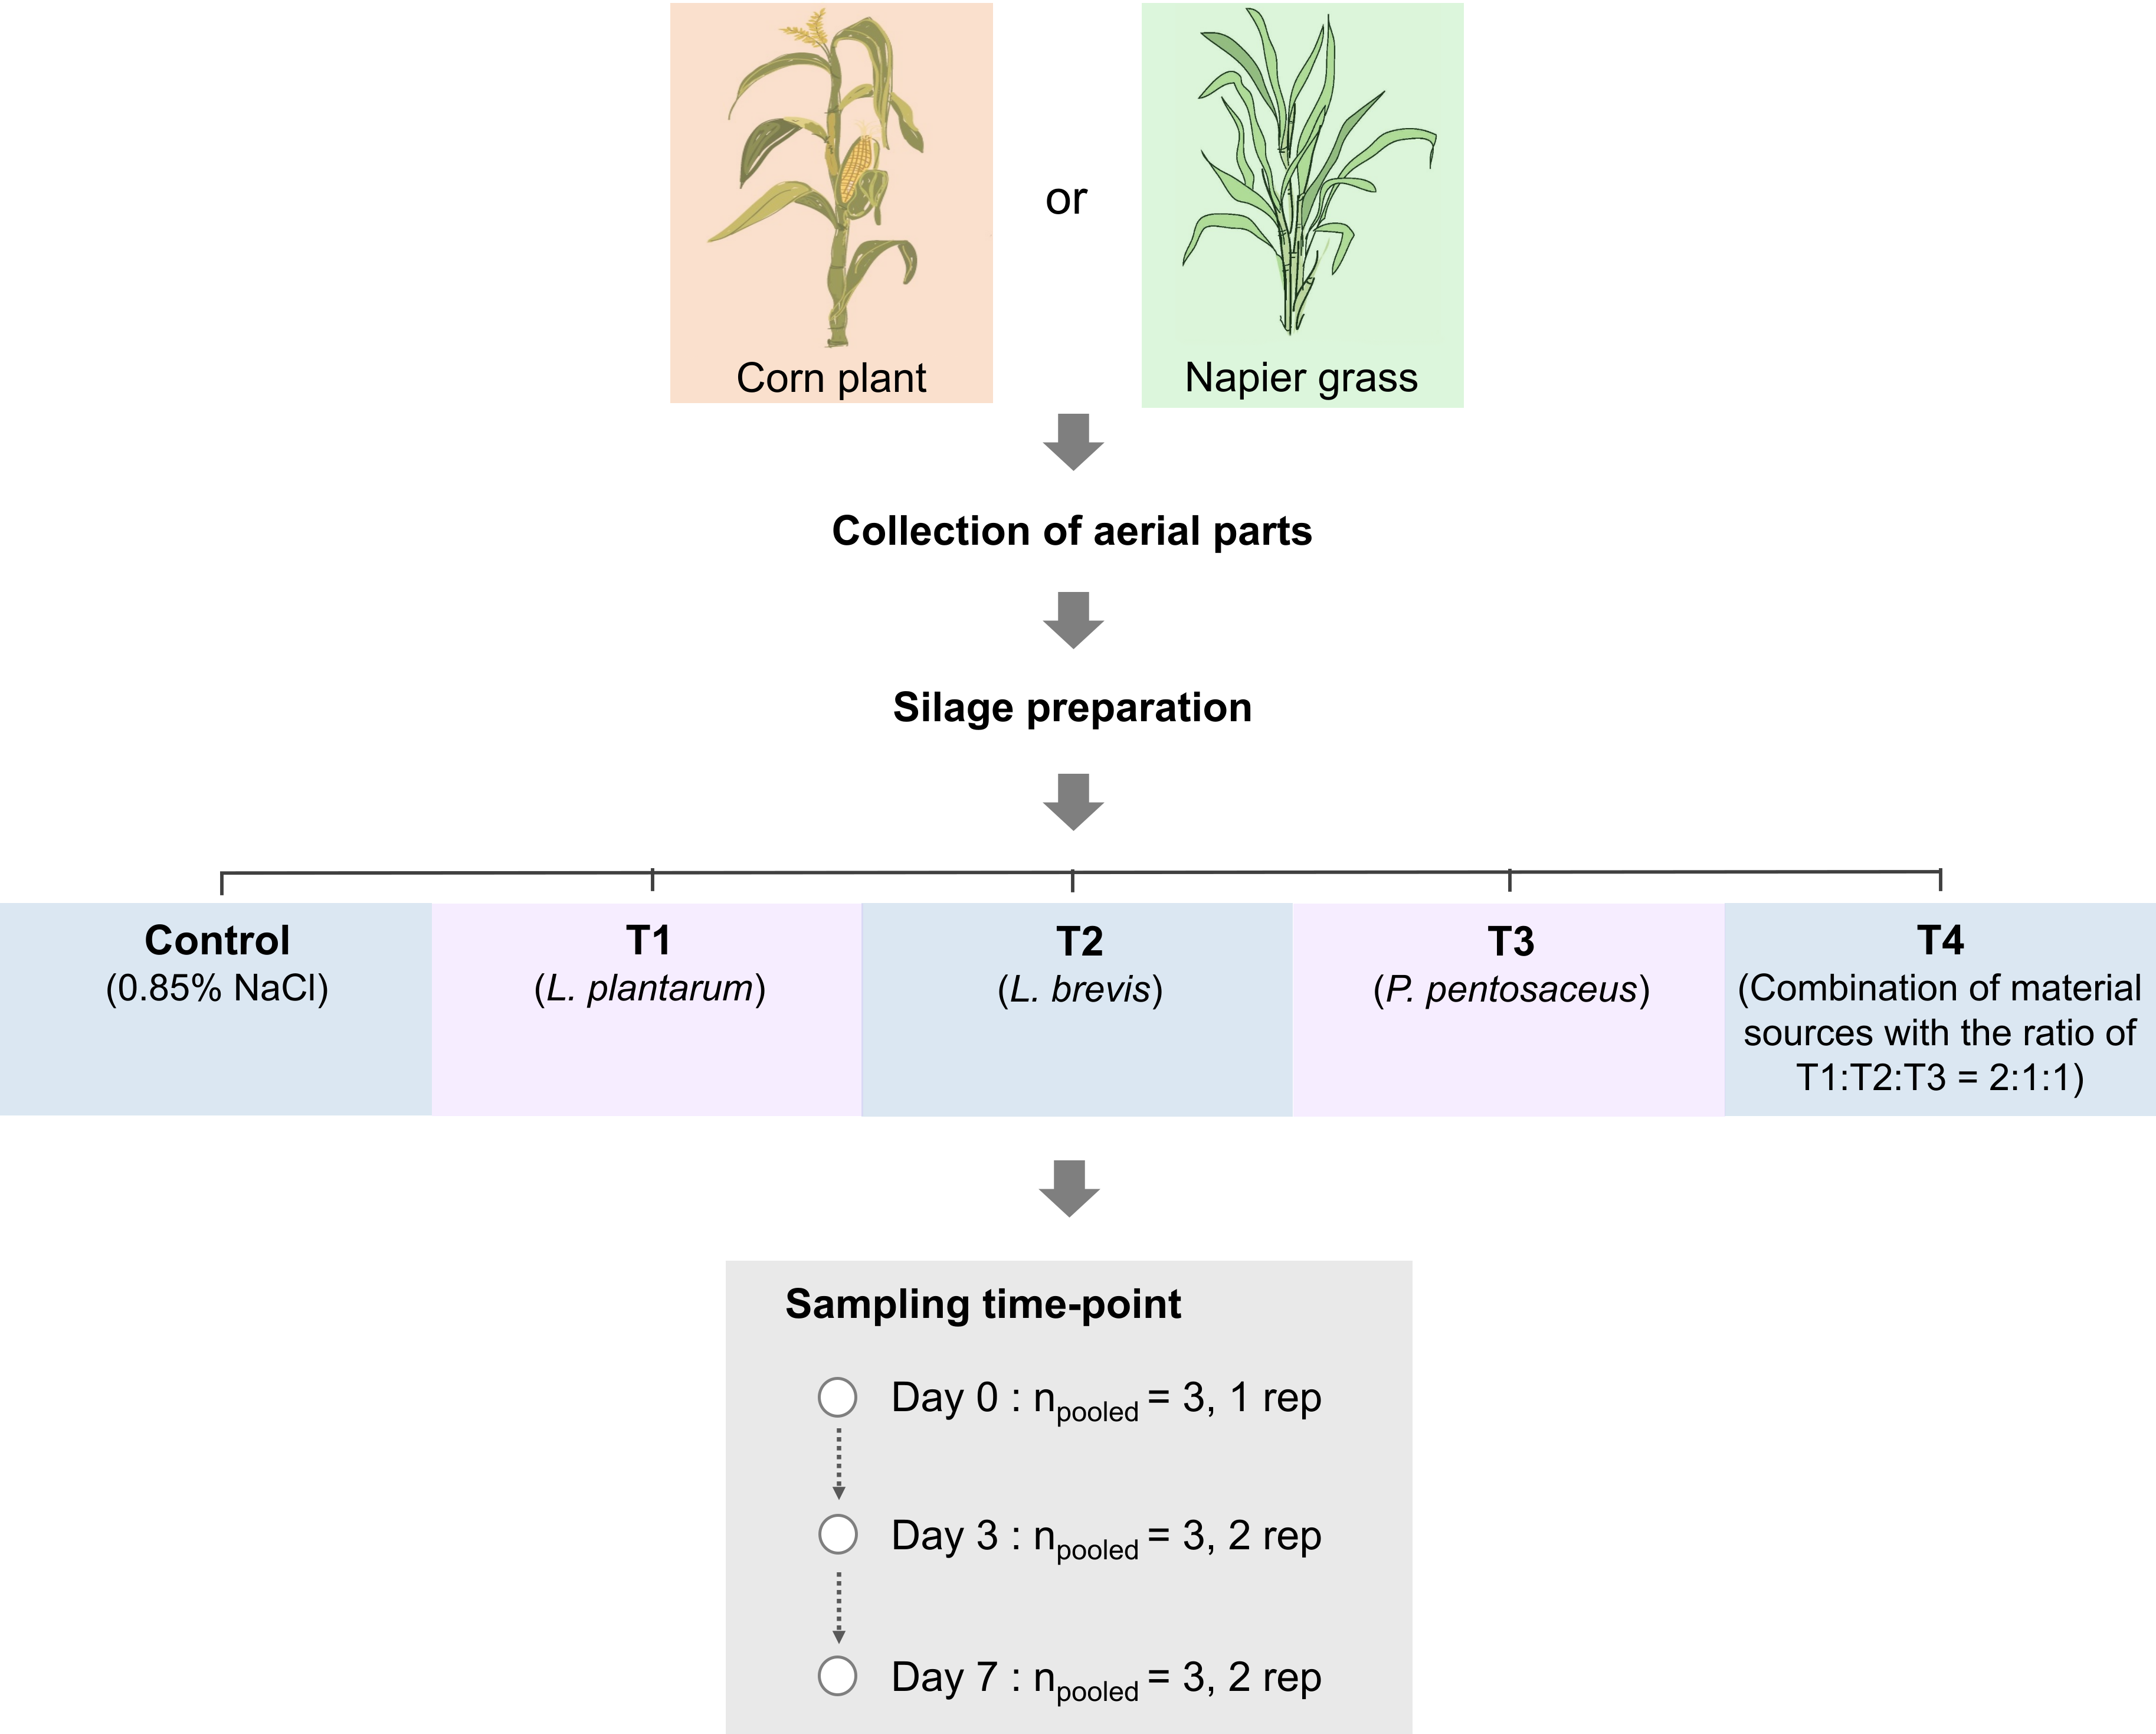 or
Corn plant
Napier grass
Collection of aerial parts
Silage preparation
Control
(0.85% NaCl)
T1
(L. plantarum)
T2
(L. brevis)
T3
(P. pentosaceus)
T4
(Combination of material
sources with the ratio of
T1:T2:T3 = 2:1:1)
Sampling time-point
Day 0 : npooled = 3, 1 rep
Day 3 : npooled = 3, 2 rep
Day 7 : npooled = 3, 2 rep